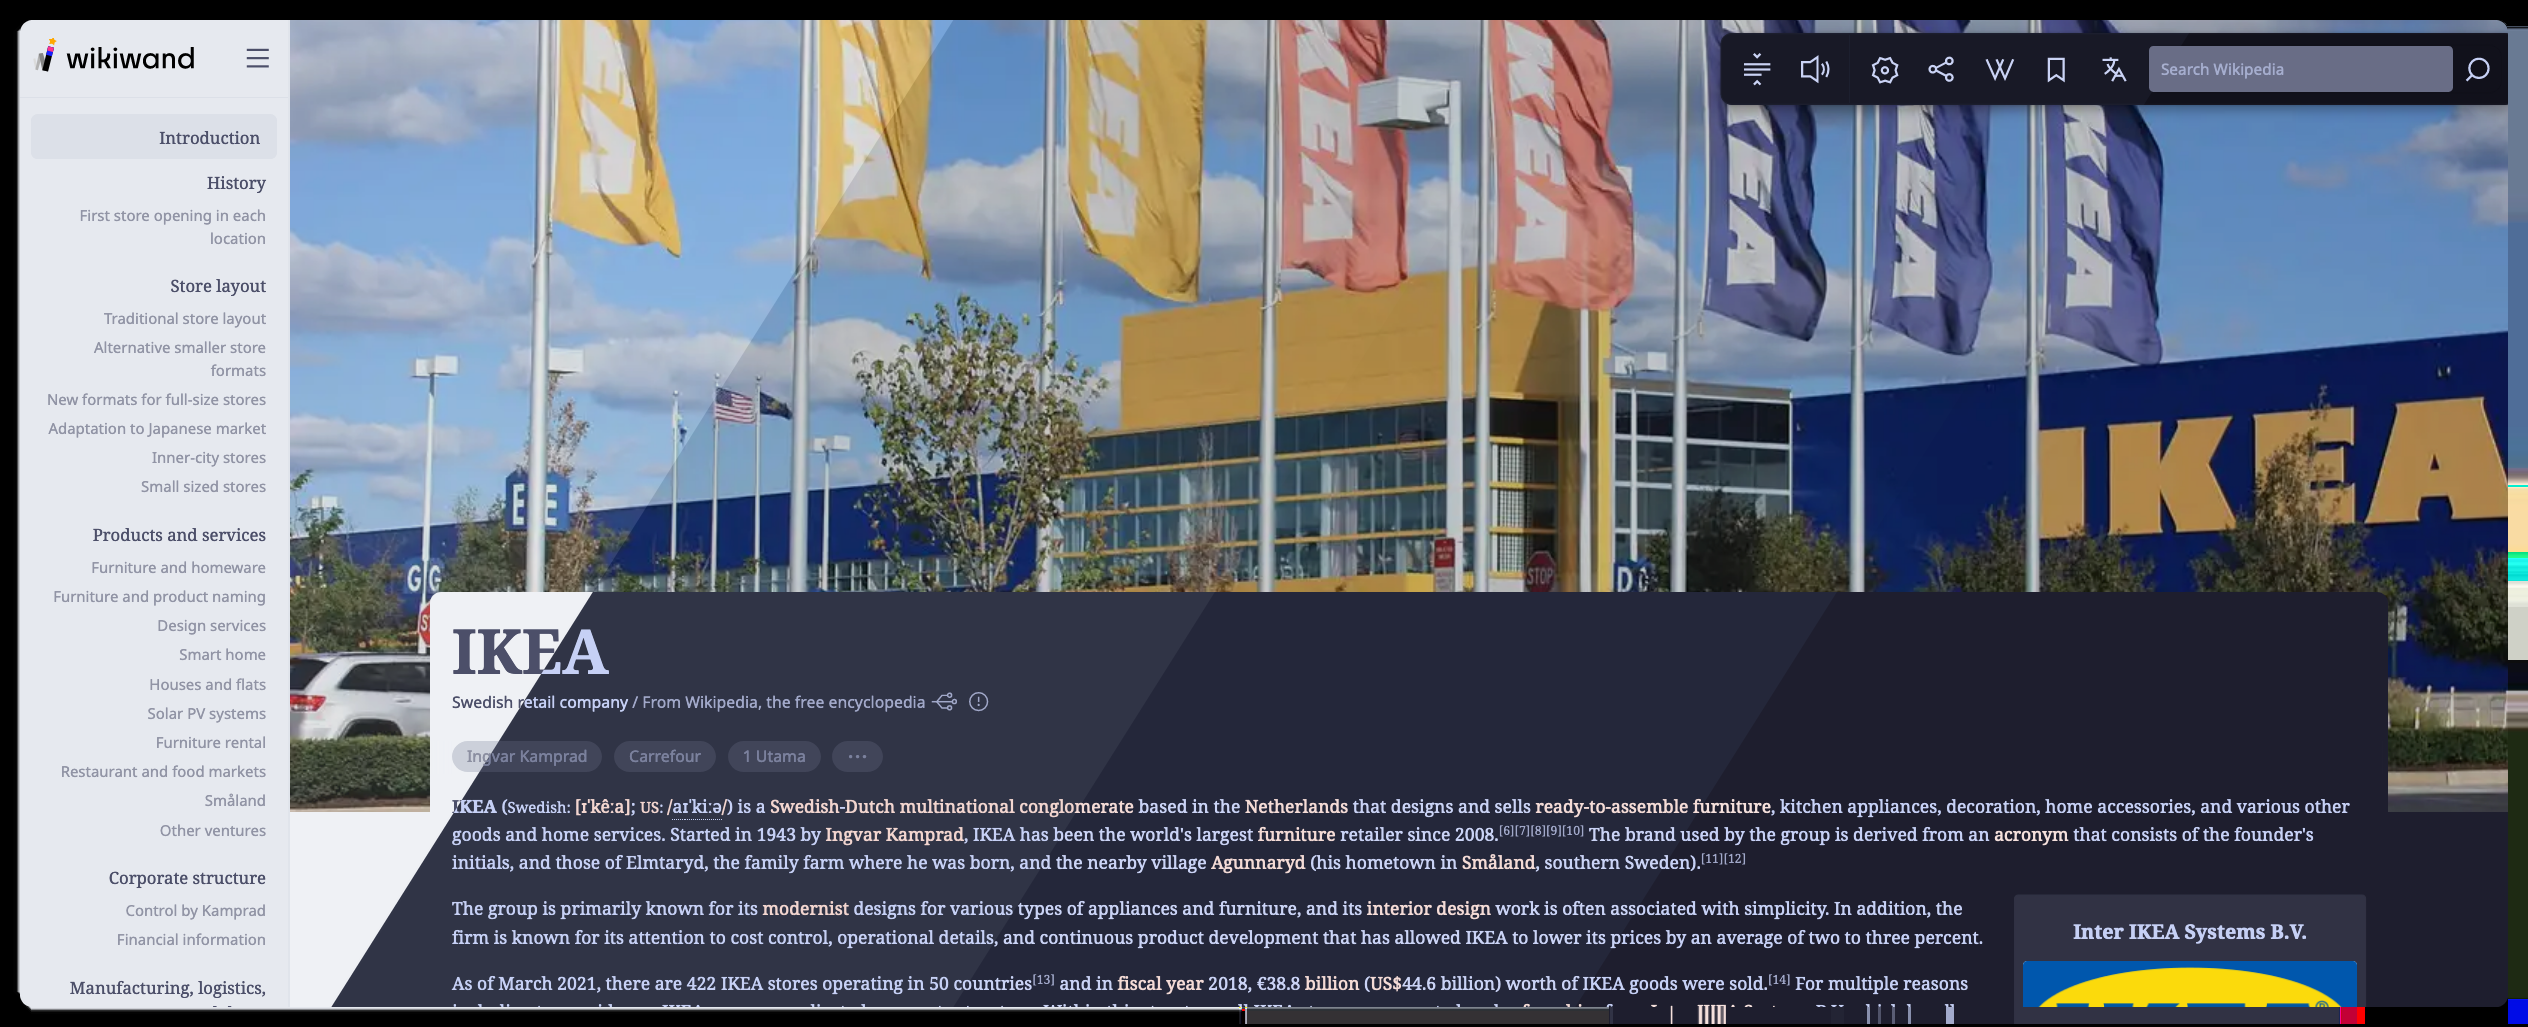 wikiwand
Introduction
History
First store opening in each
location
Store layout
Traditional store layout
Alternative smaller store
formats
New formats for full-size stores
Adaptation to Japanese market
Inner-city stores
Small sized stores
Products and services
Furniture and homeware
Furniture and product naming
Design services
Smart home
Houses and flats
Solar PV systems
Furniture rental
Restaurant and food markets
Småland
Other ventures
Corporate structure
Control by Kamprad
Financial information
Manufacturing, logistics,
Search Wikipedia
IKEA
IKEA
IKEA
IKEA
IKEA
IKEA
IKEA
IKEA
IKEA
STOP
IKEA
Swedish retail company / From Wikipedia, the free encyclopedia
Ingvar Kamprad Carrefour 1 Utama ...
IKEA (Swedish: [ɪˈkêːa]; US: /aɪˈkiːə/) is a Swedish-Dutch multinational conglomerate based in the Netherlands that designs and sells ready-to-assemble furniture, kitchen appliances, decoration, home accessories, and various other
goods and home services. Started in 1943 by Ingvar Kamprad, IKEA has been the world's largest furniture retailer since 2008.[6][7][8][9][10] The brand used by the group is derived from an acronym that consists of the founder's
initials, and those of Elmtaryd, the family farm where he was born, and the nearby village Agunnaryd (his hometown in Småland, southern Sweden).[11][12]
The group is primarily known for its modernist designs for various types of appliances and furniture, and its interior design work is often associated with simplicity. In addition, the
firm is known for its attention to cost control, operational details, and continuous product development that has allowed IKEA to lower its prices by an average of two to three percent.
As of March 2021, there are 422 IKEA stores operating in 50 countries[13] and in fiscal year 2018, €38.8 billion (US$44.6 billion) worth of IKEA goods were sold.[14] For multiple reasons
Inter IKEA Systems B.V.